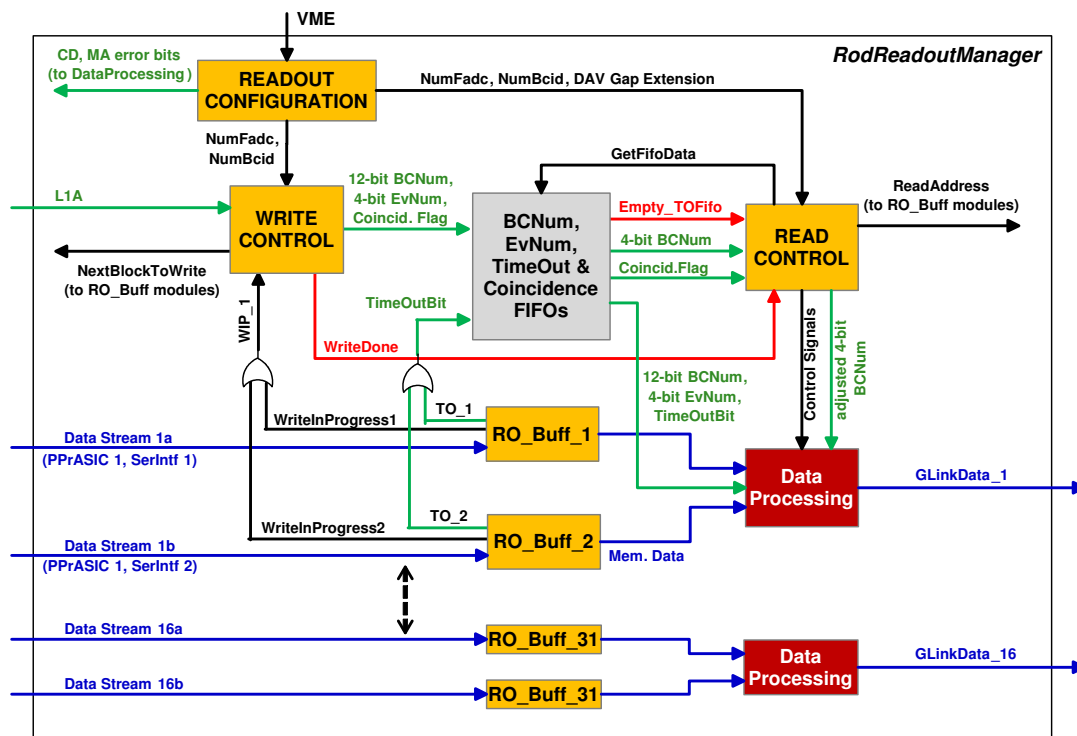 VME
RodReadoutManager
CD, MA error bits
(to DataProcessing)
READOUT
CONFIGURATION
NumFadc, NumBcid, DAV Gap Extension
NumFadc,
NumBcid
GetFifoData
L1A
WRITE
CONTROL
12-bit BCNum,
4-bit EvNum,
Coincid. Flag
BCNum,
EvNum,
TimeOut &
Coincidence
FIFOs
Empty_TOFifo
4-bit BCNum
Coincid.Flag
READ
CONTROL
ReadAddress
(to RO_Buff modules)
NextBlockToWrite
(to RO_Buff modules)
WIP_1
TimeOutBit
WriteDone
Control Signals
adjusted 4-bit
BCNum
12-bit BCNum,
4-bit EvNum,
TimeOutBit
WriteInProgress1
TO_1
RO_Buff_1
Data Stream 1a
(PPrASIC 1, SerIntf 1)
Data
Processing
GLinkData_1
WriteInProgress2
TO_2
RO_Buff_2
Mem. Data
Data Stream 1b
(PPrASIC 1, SerIntf 2)
Data Stream 16a
RO_Buff_31
Data
Processing
GLinkData_16
Data Stream 16b
RO_Buff_31